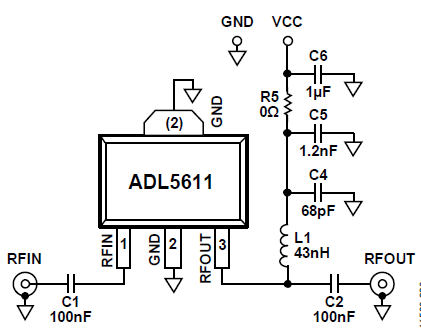 GND VCC
C6
1µF
R5
0Ω
C5
1.2nF
C4
68pF
L1
43nH
(2)
GND
ADL5611
RFIN
1
GND
2
RFOUT
3
RFIN
C1
100nF
C2
100nF
RFOUT